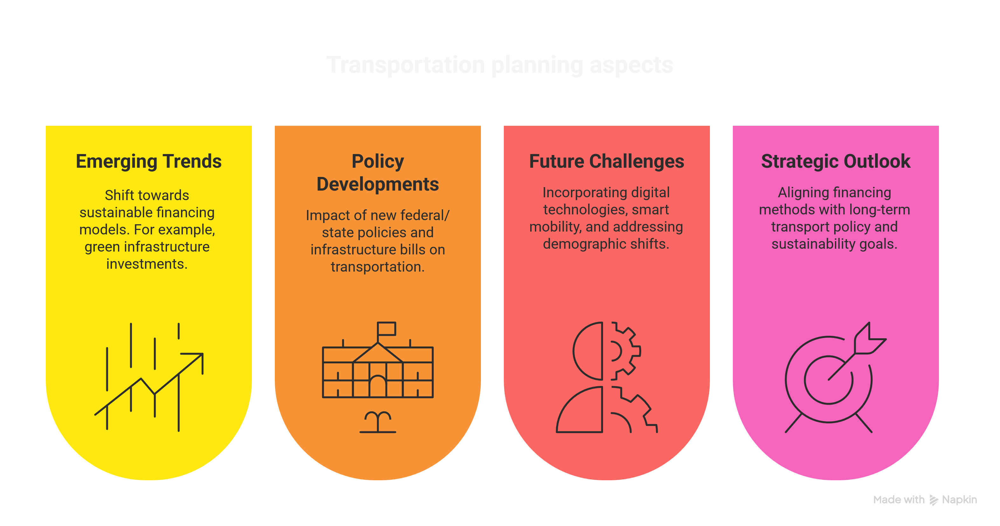 Transportation planning aspects
Emerging Trends
Shift towards
sustainable financing
models. For example,
green infrastructure
investments.
Policy
Developments
Impact of new federal/
state policies and
infrastructure bills on
transportation.
Future Challenges
Incorporating digital
technologies, smart
mobility, and addressing
demographic shifts.
Strategic Outlook
Aligning financing
methods with long-term
transport policy and
sustainability goals.
Made with Napkin